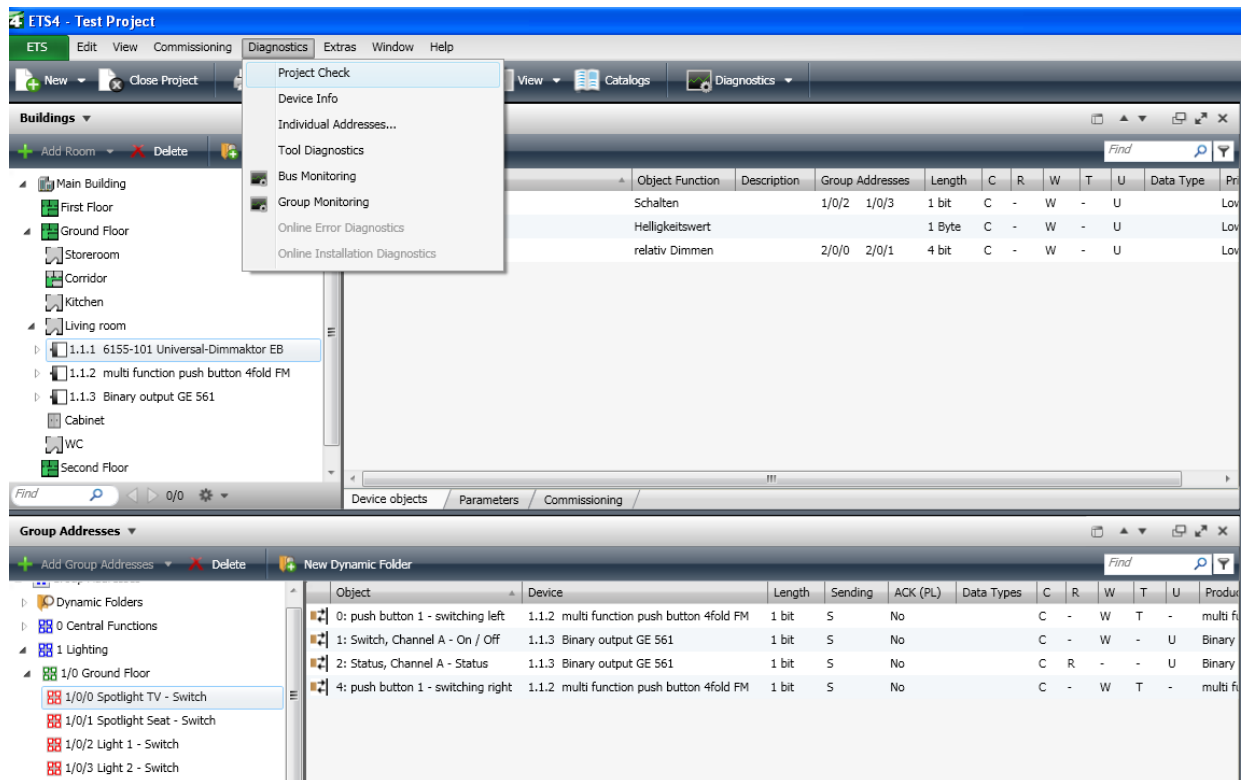 ETS4 - Test Project
ETS Edit View Commissioning Diagnostics Extras Window Help
New Close Project View Catalogs Diagnostics
Project Check
Device Info
Individual Addresses...
Tool Diagnostics
Bus Monitoring
Group Monitoring
Online Error Diagnostics
Online Installation Diagnostics
Buildings
Add Room Delete
Find
Main Building
First Floor
Ground Floor
Storeroom
Corridor
Kitchen
Living room
1.1.1 6155-101 Universal-Dimmaktor EB
1.1.2 multi function push button 4fold FM
1.1.3 Binary output GE 561
Cabinet
WC
Second Floor
Find 0/0
Object Function Description Group Addresses Length C R W T U Data Type Pri
Schalten 1/0/2 1/0/3 1 bit C - W - U Low
Helligkeitswert 1 Byte C - W - U Low
relativ Dimmen 2/0/0 2/0/1 4 bit C - W - U Low
Device objects Parameters Commissioning
Group Addresses
Add Group Addresses Delete New Dynamic Folder
Find
Dynamic Folders
0 Central Functions
1 Lighting
1/0 Ground Floor
1/0/0 Spotlight TV - Switch
1/0/1 Spotlight Seat - Switch
1/0/2 Light 1 - Switch
1/0/3 Light 2 - Switch
Object Device Length Sending ACK (PL) Data Types C R W T U Produc
0: push button 1 - switching left 1.1.2 multi function push button 4fold FM 1 bit S No C - W T - multi fu
1: Switch, Channel A - On / Off 1.1.3 Binary output GE 561 1 bit S No C - W - U Binary
2: Status, Channel A - Status 1.1.3 Binary output GE 561 1 bit S No C R - - U Binary
4: push button 1 - switching right 1.1.2 multi function push button 4fold FM 1 bit S No C - W T - multi fu